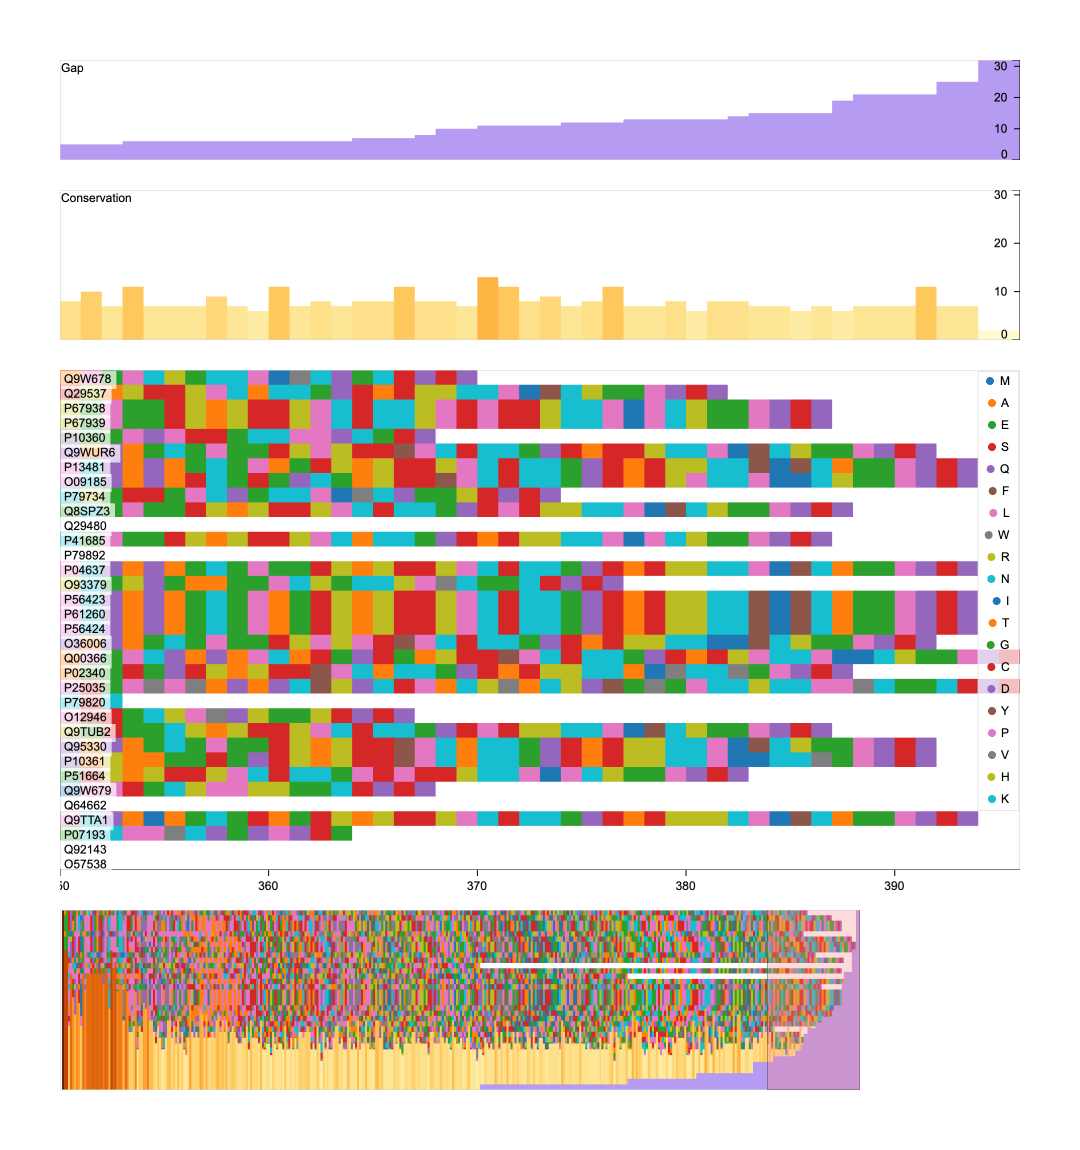 Gap
30
20
10
0
Conservation
30
20
10
0
Q9W678
Q29537
P67938
P67939
P10360
Q9WUR6
P13481
O09185
P79734
Q8SPZ3
Q29480
P41685
P79892
P04637
O93379
P56423
P61260
P56424
O36006
Q00366
P02340
P25035
P79820
O12946
Q9TUB2
Q95330
P10361
P51664
Q9W679
Q64662
Q9TTA1
P07193
Q92143
O57538
M
A
E
S
Q
F
L
W
R
N
I
T
G
C
D
Y
P
V
H
K
360
370
380
390